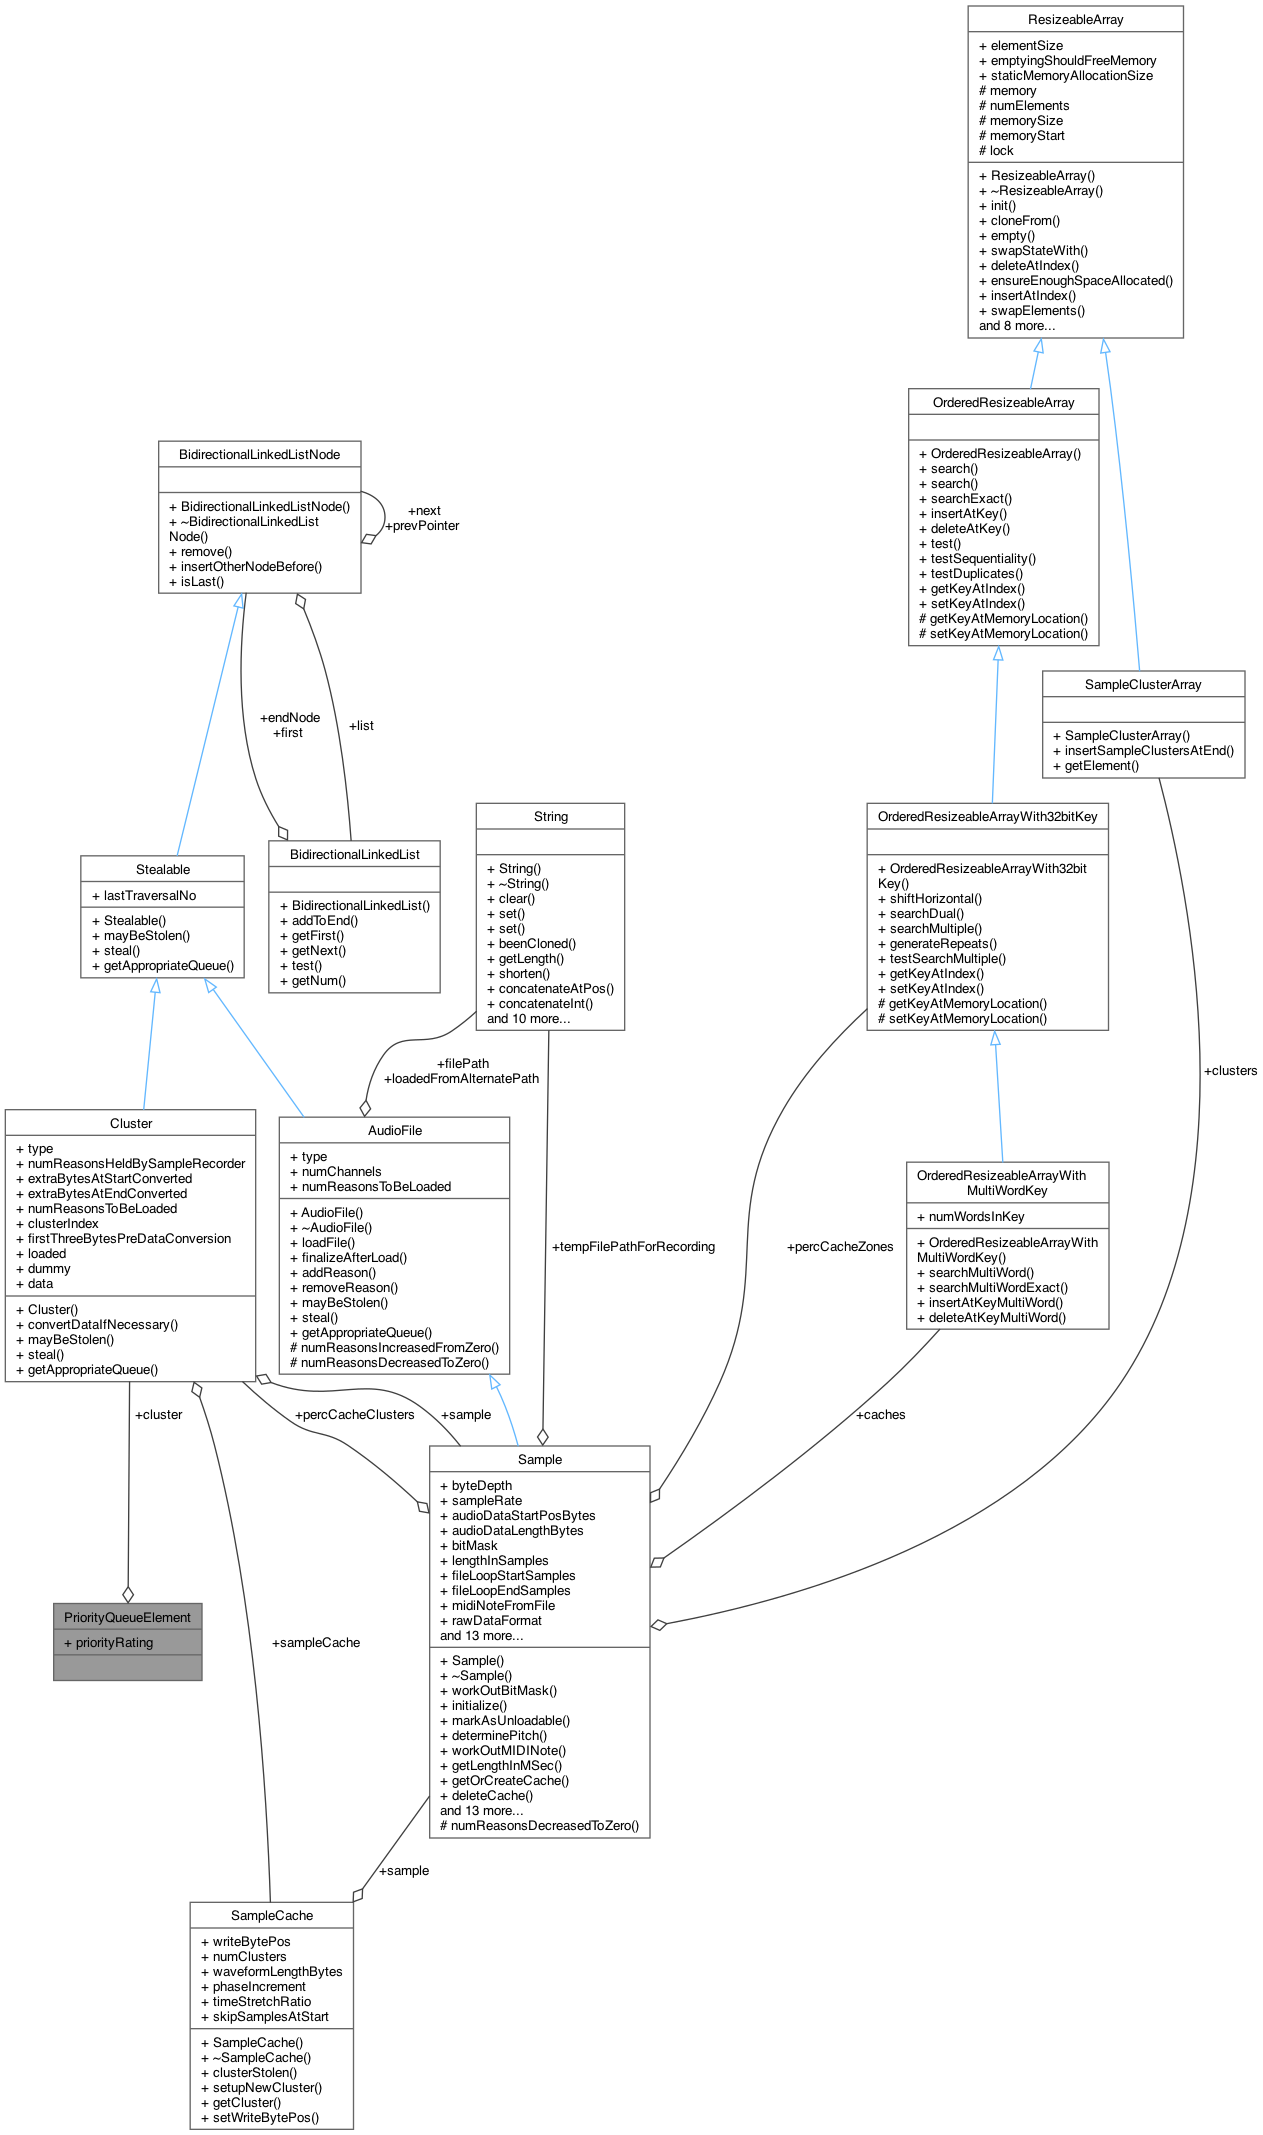 ResizeableArray
+ elementSize
+ emptyingShouldFreeMemory
+ staticMemoryAllocationSize
# memory
# numElements
# memorySize
# memoryStart
# lock
+ ResizeableArray()
+ ~ResizeableArray()
+ init()
+ cloneFrom()
+ empty()
+ swapStateWith()
+ deleteAtIndex()
+ ensureEnoughSpaceAllocated()
+ insertAtIndex()
+ swapElements()
and 8 more...
OrderedResizeableArray
+ OrderedResizeableArray()
+ search()
+ search()
+ searchExact()
+ insertAtKey()
+ deleteAtKey()
+ test()
+ testSequentiality()
+ testDuplicates()
+ getKeyAtIndex()
+ setKeyAtIndex()
# getKeyAtMemoryLocation()
# setKeyAtMemoryLocation()
BidirectionalLinkedListNode
+ BidirectionalLinkedListNode()
+ ~BidirectionalLinkedList
Node()
+ remove()
+ insertOtherNodeBefore()
+ isLast()
+next
+prevPointer
SampleClusterArray
+ SampleClusterArray()
+ insertSampleClustersAtEnd()
+ getElement()
+endNode
+first
+list
String
+ String()
+ ~String()
+ clear()
+ set()
+ set()
+ beenCloned()
+ getLength()
+ shorten()
+ concatenateAtPos()
+ concatenateInt()
and 10 more...
OrderedResizeableArrayWith32bitKey
+ OrderedResizeableArrayWith32bit
Key()
+ shiftHorizontal()
+ searchDual()
+ searchMultiple()
+ generateRepeats()
+ testSearchMultiple()
+ getKeyAtIndex()
+ setKeyAtIndex()
# getKeyAtMemoryLocation()
# setKeyAtMemoryLocation()
Stealable
+ lastTraversalNo
+ Stealable()
+ mayBeStolen()
+ steal()
+ getAppropriateQueue()
BidirectionalLinkedList
+ BidirectionalLinkedList()
+ addToEnd()
+ getFirst()
+ getNext()
+ test()
+ getNum()
+filePath
+loadedFromAlternatePath
+clusters
Cluster
+ type
+ numReasonsHeldBySampleRecorder
+ extraBytesAtStartConverted
+ extraBytesAtEndConverted
+ numReasonsToBeLoaded
+ clusterIndex
+ firstThreeBytesPreDataConversion
+ loaded
+ dummy
+ data
+ Cluster()
+ convertDataIfNecessary()
+ mayBeStolen()
+ steal()
+ getAppropriateQueue()
AudioFile
+ type
+ numChannels
+ numReasonsToBeLoaded
+ AudioFile()
+ ~AudioFile()
+ loadFile()
+ finalizeAfterLoad()
+ addReason()
+ removeReason()
+ mayBeStolen()
+ steal()
+ getAppropriateQueue()
# numReasonsIncreasedFromZero()
# numReasonsDecreasedToZero()
+tempFilePathForRecording
+percCacheZones
OrderedResizeableArrayWith
MultiWordKey
+ numWordsInKey
+ OrderedResizeableArrayWith
MultiWordKey()
+ searchMultiWord()
+ searchMultiWordExact()
+ insertAtKeyMultiWord()
+ deleteAtKeyMultiWord()
+cluster
+percCacheClusters
+sample
+caches
Sample
+ byteDepth
+ sampleRate
+ audioDataStartPosBytes
+ audioDataLengthBytes
+ bitMask
+ lengthInSamples
+ fileLoopStartSamples
+ fileLoopEndSamples
+ midiNoteFromFile
+ rawDataFormat
and 13 more...
+ Sample()
+ ~Sample()
+ workOutBitMask()
+ initialize()
+ markAsUnloadable()
+ determinePitch()
+ workOutMIDINote()
+ getLengthInMSec()
+ getOrCreateCache()
+ deleteCache()
and 13 more...
# numReasonsDecreasedToZero()
PriorityQueueElement
+ priorityRating
+sampleCache
+sample
SampleCache
+ writeBytePos
+ numClusters
+ waveformLengthBytes
+ phaseIncrement
+ timeStretchRatio
+ skipSamplesAtStart
+ SampleCache()
+ ~SampleCache()
+ clusterStolen()
+ setupNewCluster()
+ getCluster()
+ setWriteBytePos()